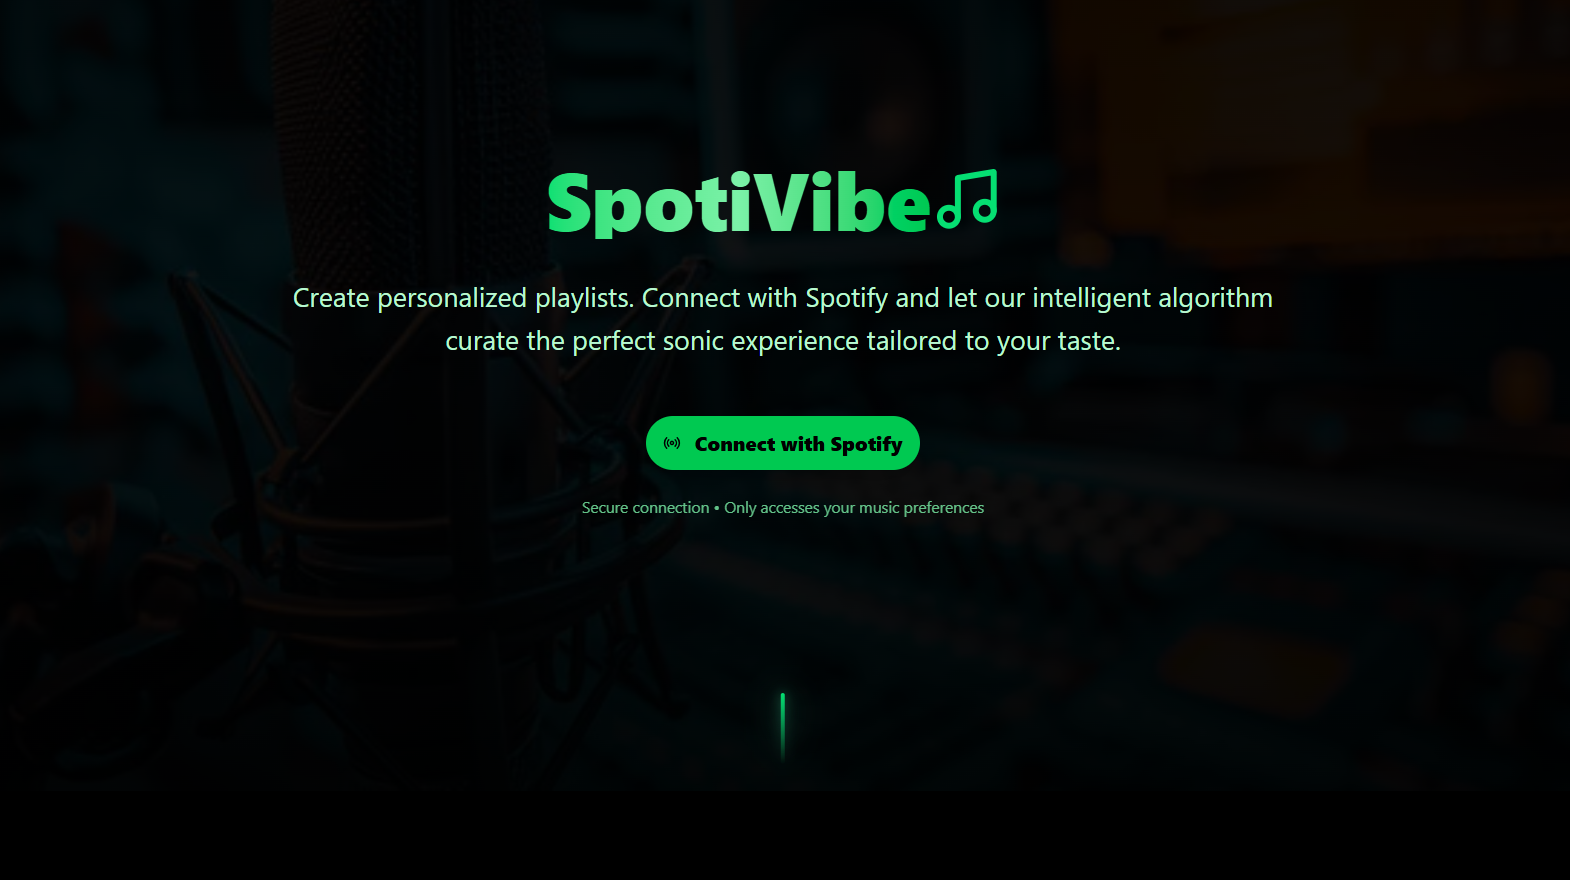 SpotiVibe
Create personalized playlists. Connect with Spotify and let our intelligent algorithm
curate the perfect sonic experience tailored to your taste.
Connect with Spotify
Secure connection • Only accesses your music preferences